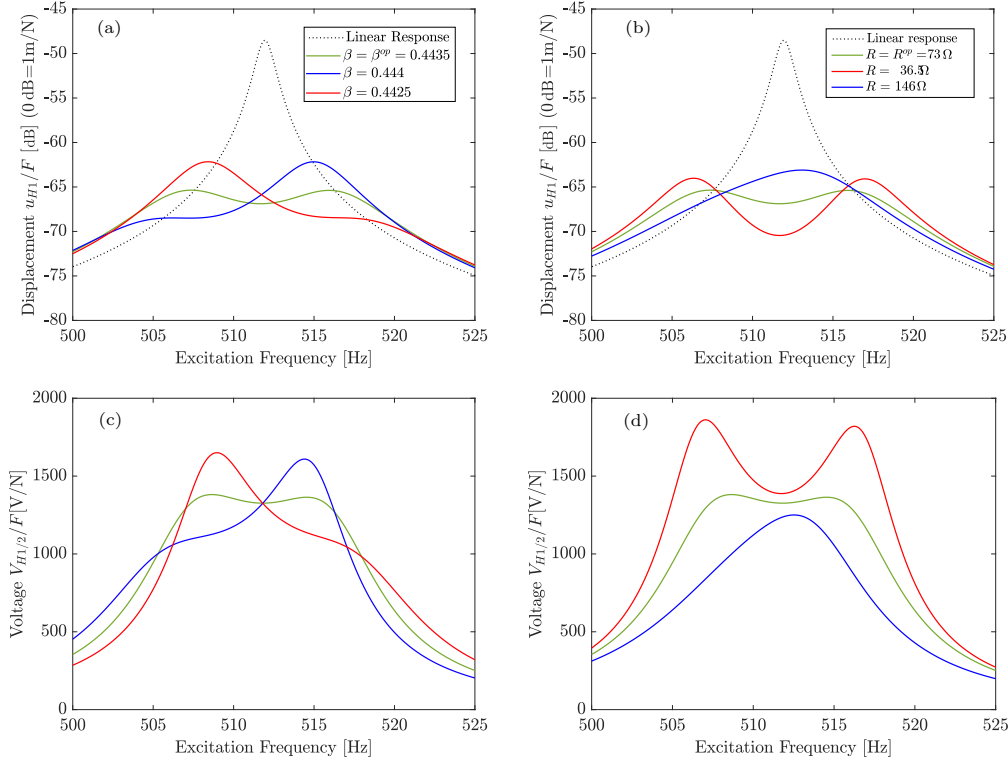 (a)
Linear Response
β = β^op = 0.4435
β = 0.444
β = 0.4425
-45
-50
-55
-60
-65
-70
-75
-80
500
505
510
515
520
525
Displacement u_H1/F [dB] (0 dB=1m/N)
Excitation Frequency [Hz]
(b)
Linear response
R = R^op =73 Ω
R = 36.5Ω
R = 146Ω
-45
-50
-55
-60
-65
-70
-75
-80
500
505
510
515
520
525
Displacement u_H1/F [dB] (0 dB=1m/N)
Excitation Frequency [Hz]
(c)
2000
1500
1000
500
0
500
505
510
515
520
525
Voltage V_H1/2/F[V/N]
Excitation Frequency [Hz]
(d)
2000
1500
1000
500
0
500
505
510
515
520
525
Voltage V_H1/2/F[V/N]
Excitation Frequency [Hz]